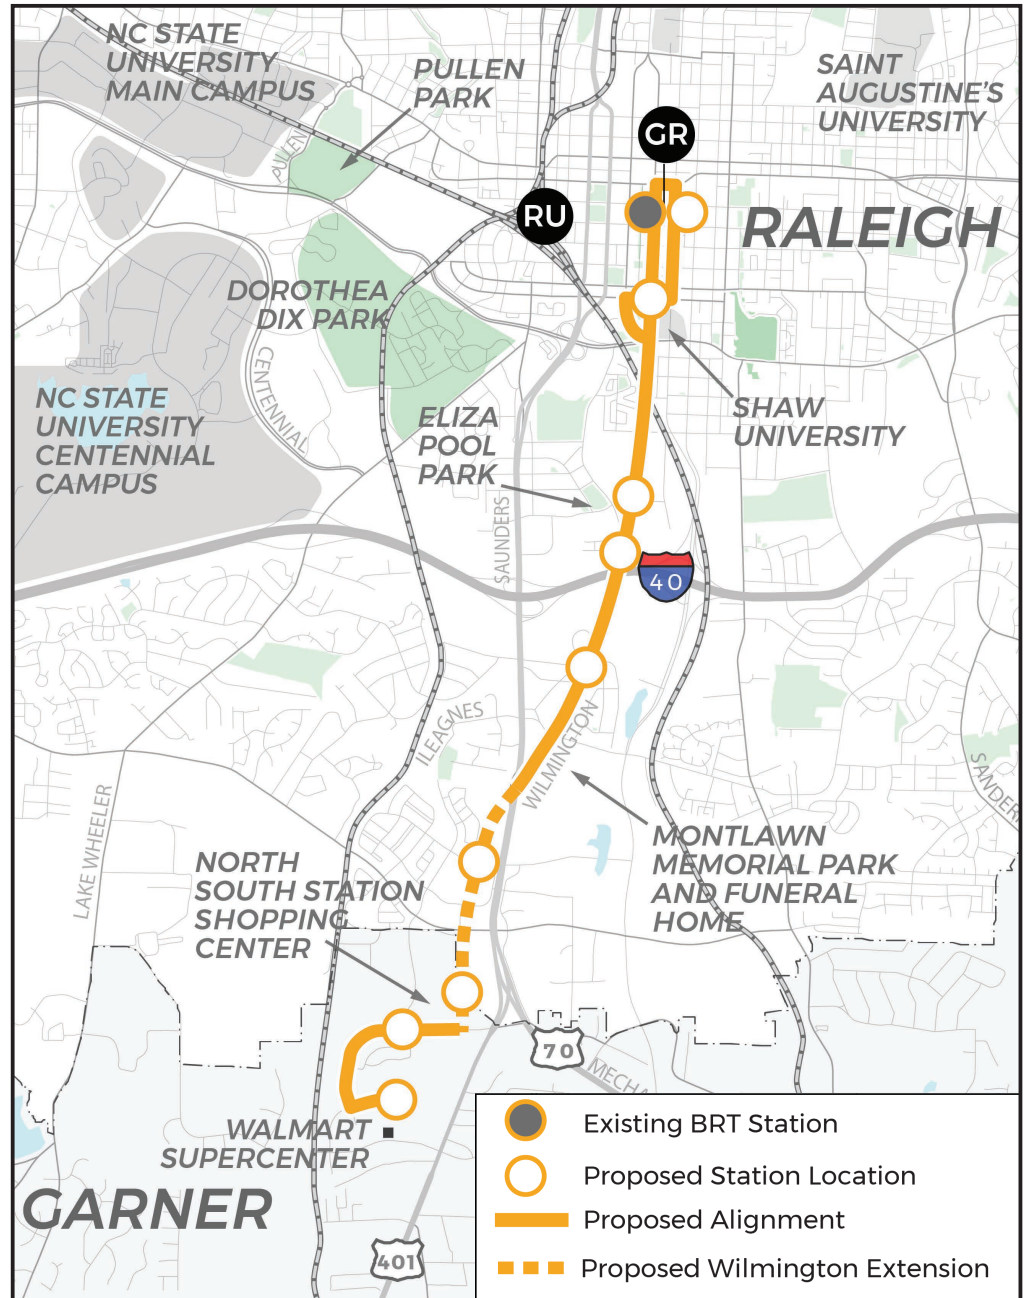 NC STATE
UNIVERSITY
MAIN CAMPUS
PULLEN
PARK
SAINT
AUGUSTINE'S
UNIVERSITY
GR
PULLEN
RU
RALEIGH
DOROTHEA
DIX PARK
CENTENNIAL
NC STATE
UNIVERSITY
CENTENNIAL
CAMPUS
ELIZA
POOL
PARK
SHAW
UNIVERSITY
SAUNDERS
40
ILEAGNES
WILMINGTON
SANDERF
LAKE WHEELER
MONTLAWN
MEMORIAL PARK
AND FUNERAL
HOME
NORTH
SOUTH STATION
SHOPPING
CENTER
70
MECHA
WALMART
SUPERCENTER
GARNER
401
Existing BRT Station
Proposed Station Location
Proposed Alignment
Proposed Wilmington Extension